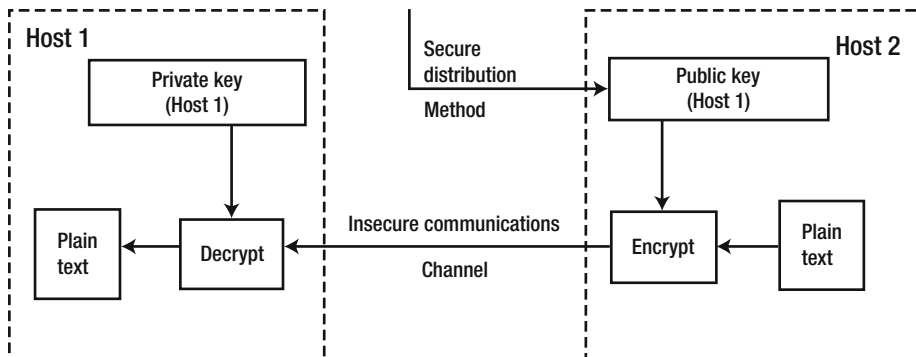 Host 1
Private key
(Host 1)
Secure
distribution
Method
Host 2
Public key
(Host 1)
Plain
text
Decrypt
Insecure communications
Channel
Encrypt
Plain
text